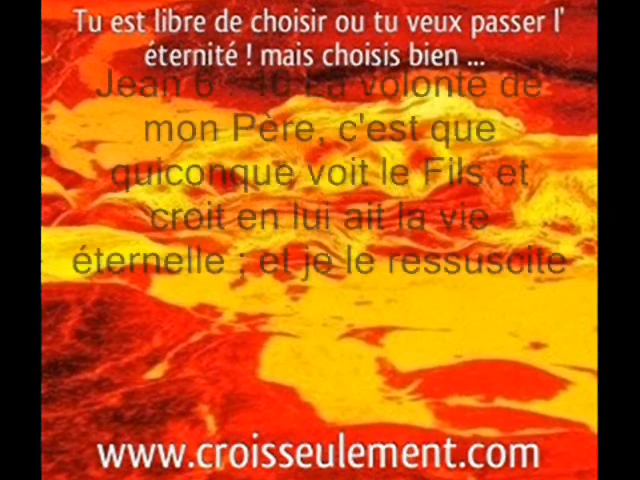 Tu est libre de choisir ou tu veux passer l'
éternité ! mais choisis bien ...
Jean 6 : 40 La volonté de
mon Père, c'est que
quiconque voit le Fils et
croit en lui ait la vie
éternelle ; et je le ressuscite
www.croisseulement.com